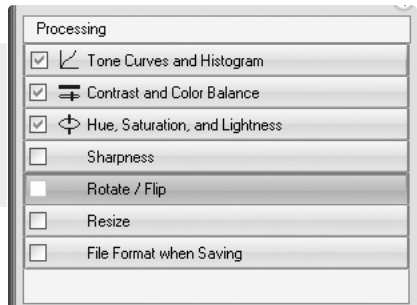 Processing
Tone Curves and Histogram
Contrast and Color Balance
Hue, Saturation, and Lightness
Sharpness
Rotate / Flip
Resize
File Format when Saving